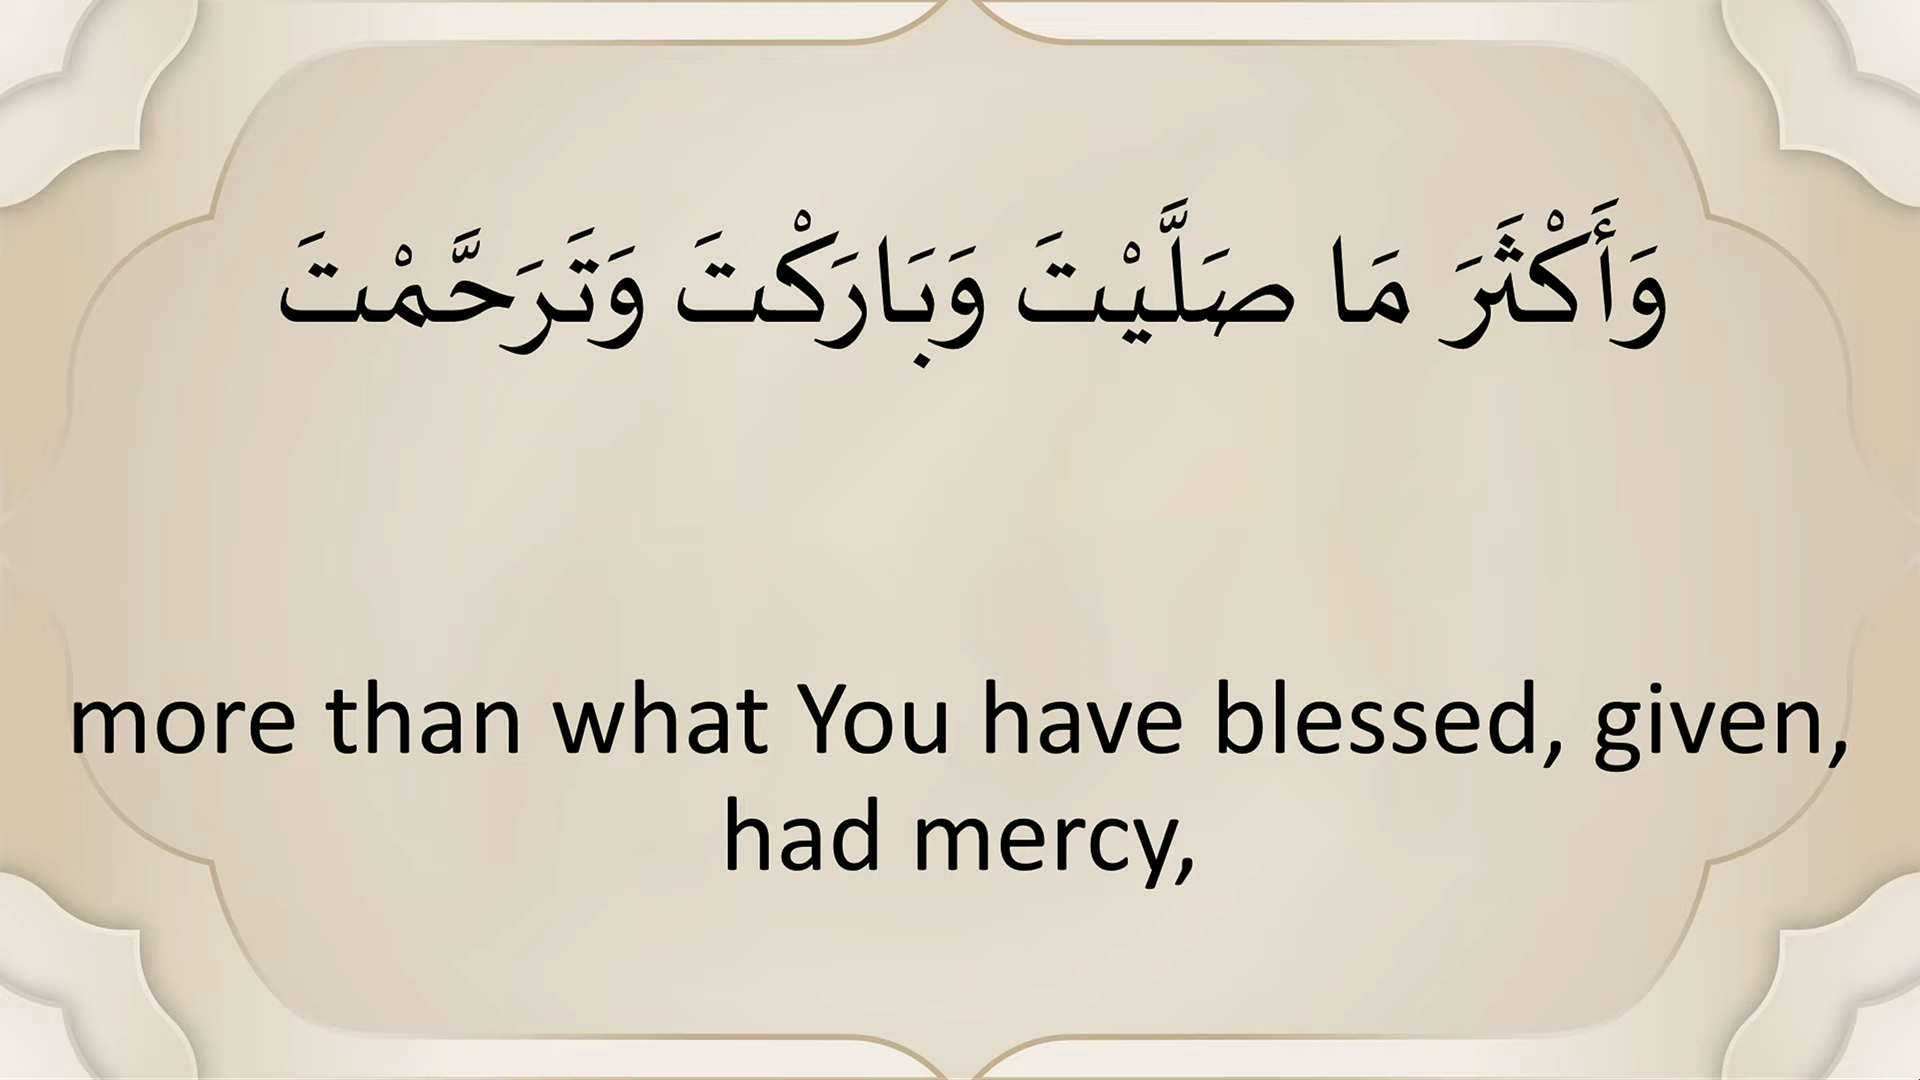 وَأَكْثَرَ مَا صَلَّيْتَ وَبَارَكْتَ وَتَرَحَّمْتَ
more than what You have blessed, given,
had mercy,